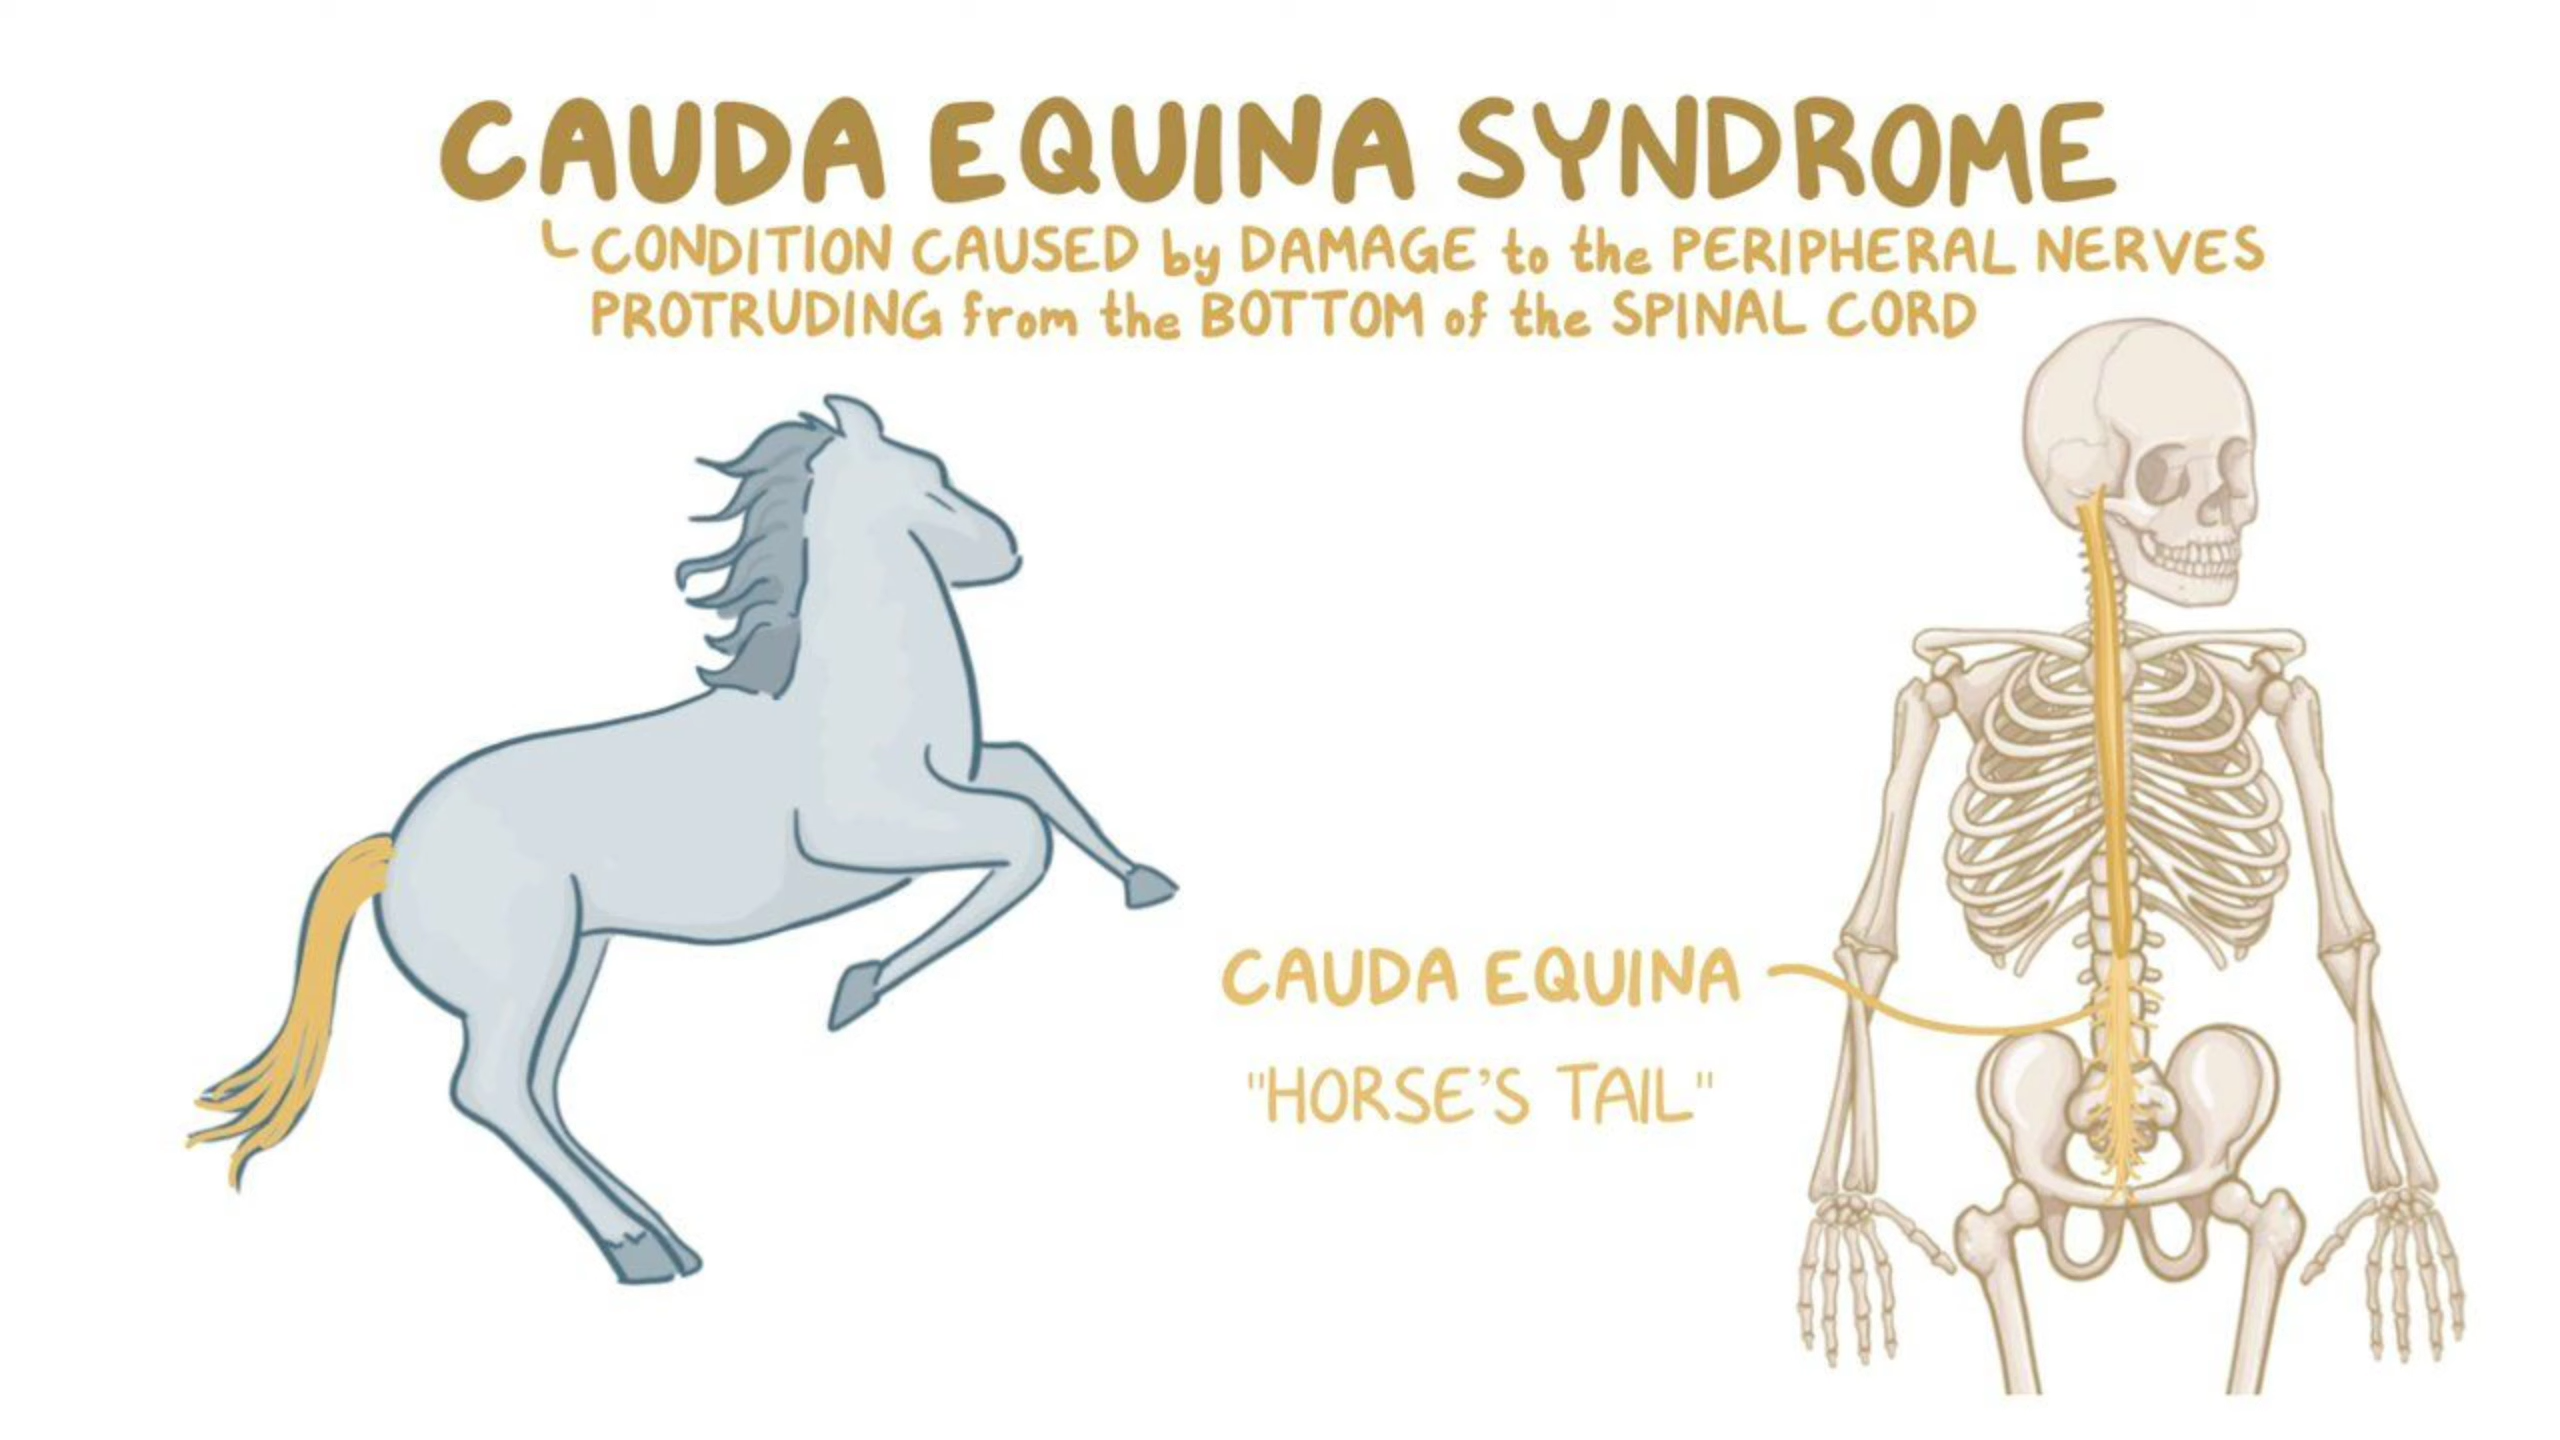 CAUDA EQUINA SYNDROME
CONDITION CAUSED by DAMAGE to the PERIPHERAL NERVES
PROTRUDING from the BOTTOM of the SPINAL CORD
CAUDA EQUINA
"HORSE'S TAIL"